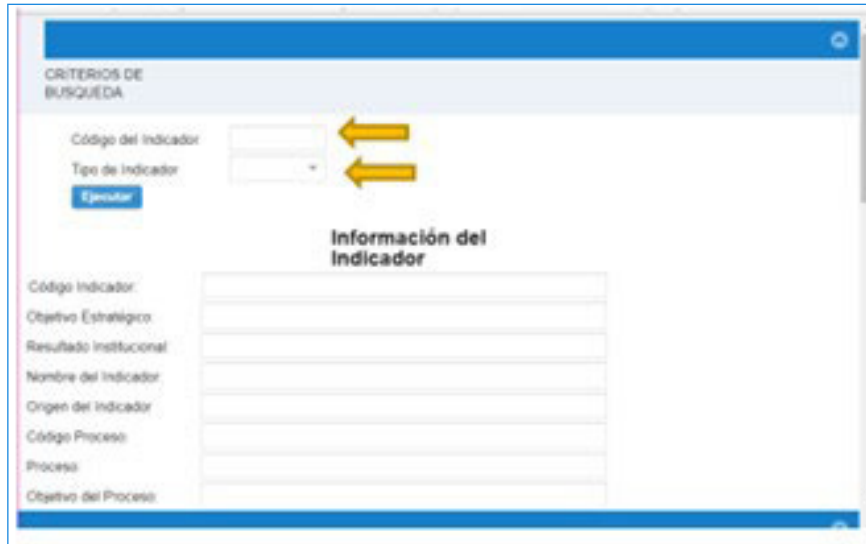 CRITERIOS DE
BUSQUEDA
Código del Indicador
Tipo de Indicador
Ejecutar
Información del
Indicador
Código Indicador:
Objetivo Estratégico:
Resultado Institucional:
Nombre del Indicador:
Origen del Indicador
Código Proceso:
Proceso:
Objetivo del Proceso: